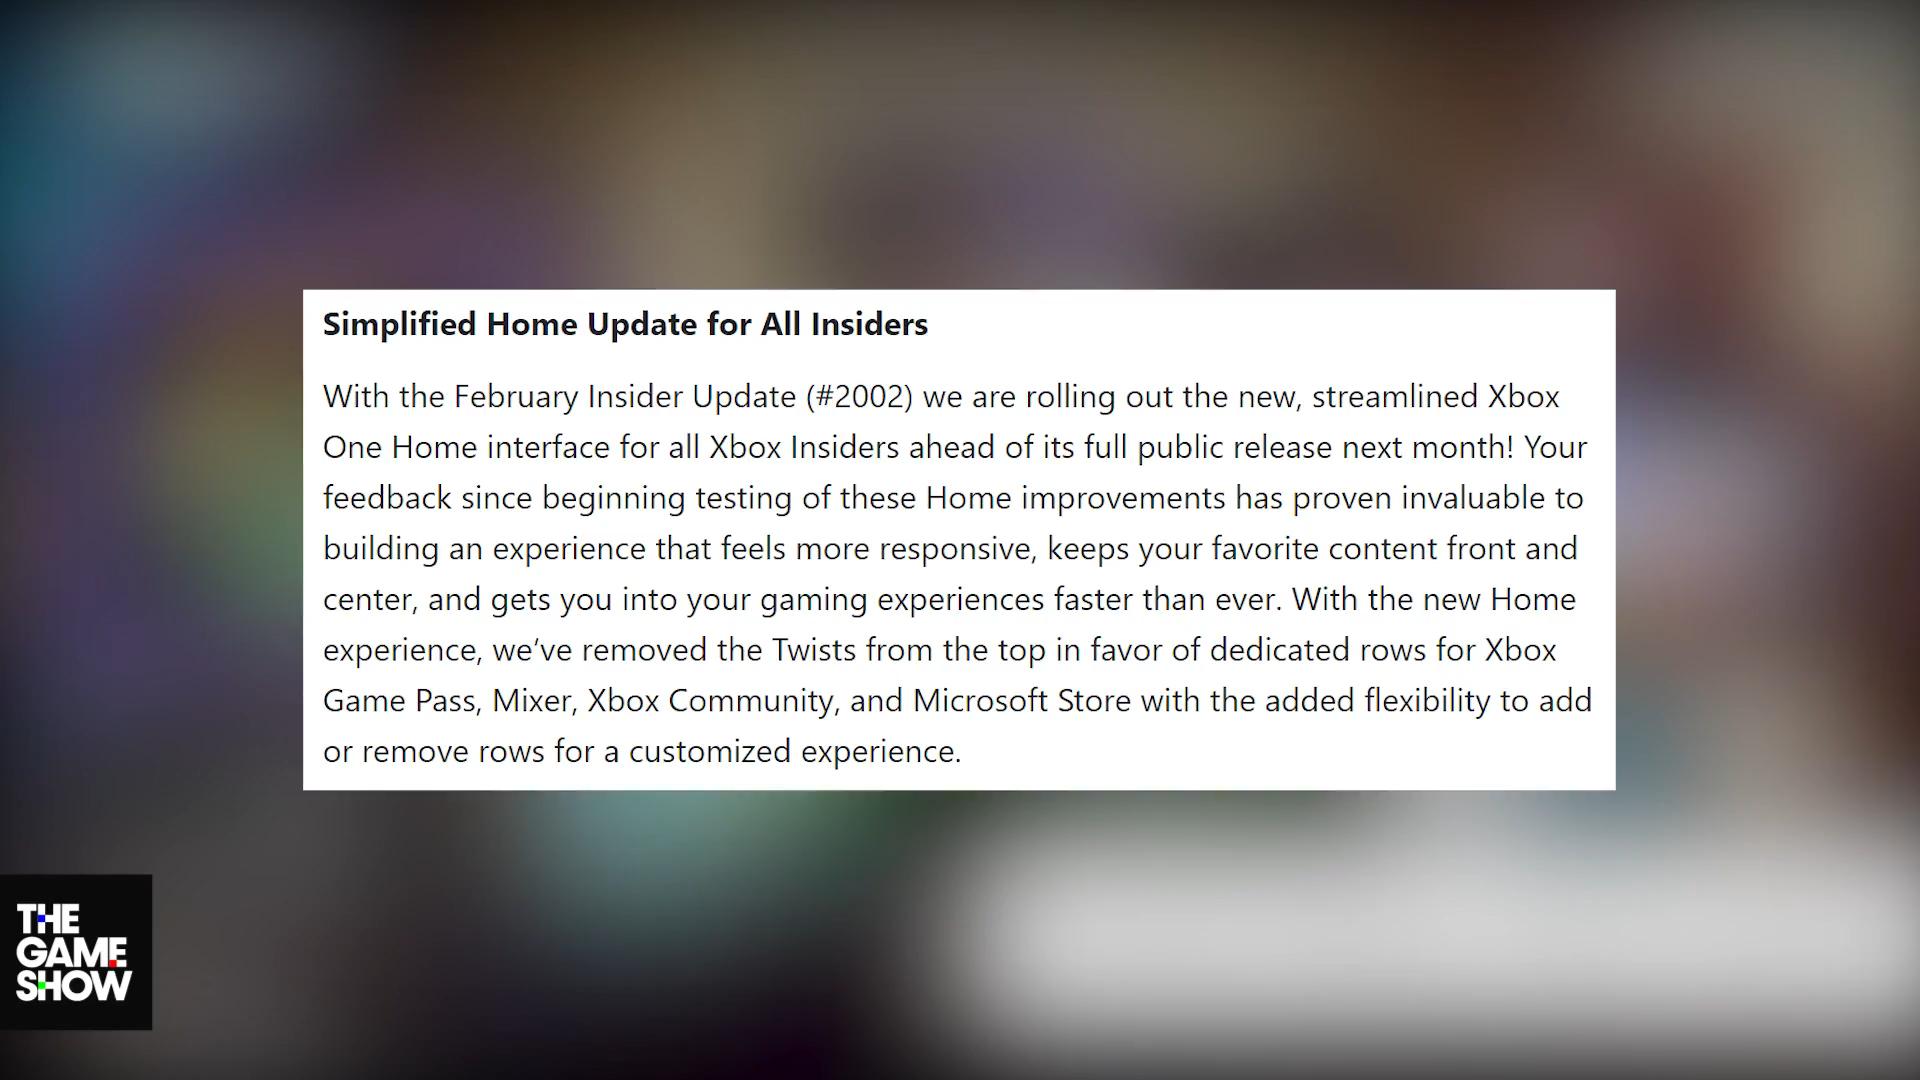 Simplified Home Update for All Insiders
With the February Insider Update (#2002) we are rolling out the new, streamlined Xbox
One Home interface for all Xbox Insiders ahead of its full public release next month! Your
feedback since beginning testing of these Home improvements has proven invaluable to
building an experience that feels more responsive, keeps your favorite content front and
center, and gets you into your gaming experiences faster than ever. With the new Home
experience, we’ve removed the Twists from the top in favor of dedicated rows for Xbox
Game Pass, Mixer, Xbox Community, and Microsoft Store with the added flexibility to add
or remove rows for a customized experience.
THE
GAME
SHOW